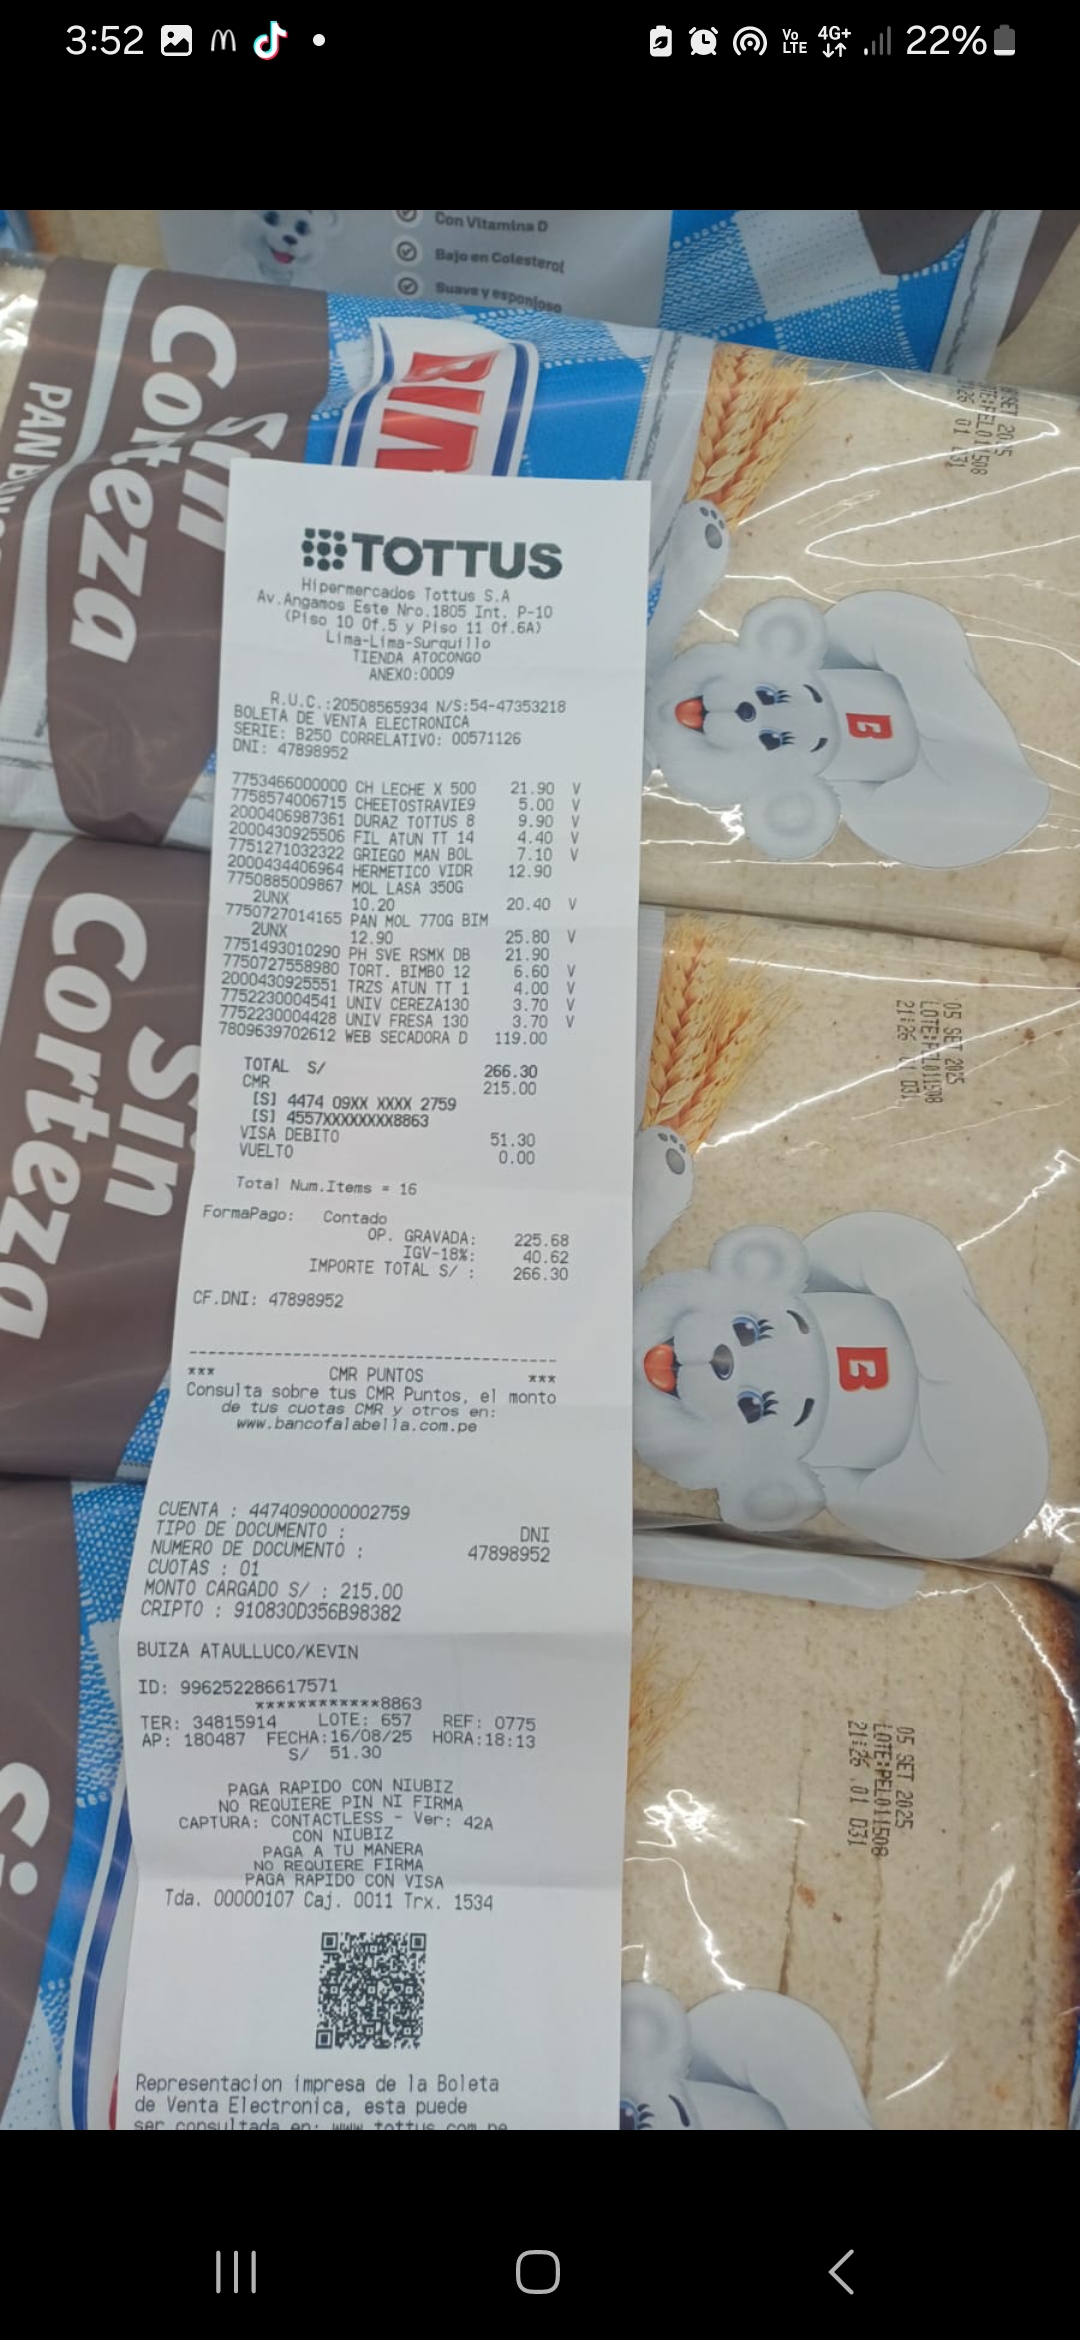 3:52
Vo
LTE
4G+
22%
Con Vitamina D
Bajo en Colesterol
Suave y esponjoso
Sin
Corteza
TOTTUS
Hipermercados Tottus S.A
Av.Angamos Este Nro.1805 Int. P-10
(Piso 10 Of.5 y Piso 11 Of.6A)
Lima-Lima-Surquillo
TIENDA ATOCONGO
ANEXO:0009
R.U.C.:20508565934 N/S:54-47353218
BOLETA DE VENTA ELECTRONICA
SERIE: B250 CORRELATIVO: 00571126
DNI: 47898952
7753466000000 CH LECHE X 500 21.90 V
7758574006715 CHEETOSTRAVIE9 5.00 V
2000406987361 DURAZ TOTTUS 8 9.90 V
2000430925506 FIL ATUN TT 14 4.40 V
7751271032322 GRIEGO MAN BOL 7.10 V
2000434406964 HERMETICO VIDR 12.90
7750885009867 MOL LASA 350G
2UNX 10.20 20.40 V
7750727014165 PAN MOL 770G BIM
2UNX 12.90 25.80 V
7751493010290 PH SVE RSMX DB 21.90
7750727558980 TORT. BIMBO 12 6.60 V
2000430925551 TRZS ATUN TT 1 4.00 V
7752230004541 UNIV CEREZA130 3.70 V
7752230004428 UNIV FRESA 130 3.70 V
7809639702612 WEB SECADORA D 119.00
TOTAL S/ 266.30
CMR 215.00
[S] 4474 09XX XXXX 2759
[S] 4557XXXXXXXX8863
VISA DEBITO 51.30
VUELTO 0.00
Total Num.Items = 16
FormaPago: Contado
OP. GRAVADA: 225.68
IGV-18%: 40.62
IMPORTE TOTAL S/ : 266.30
CF.DNI: 47898952
*** CMR PUNTOS ***
Consulta sobre tus CMR Puntos, el monto
de tus cuotas CMR y otros en:
www.bancofalabella.com.pe
CUENTA : 4474090000002759
TIPO DE DOCUMENTO : DNI
NUMERO DE DOCUMENTO : 47898952
CUOTAS : 01
MONTO CARGADO S/ : 215.00
CRIPTO : 910830D356B98382
BUIZA ATAULLUCO/KEVIN
ID: 996252286617571
************8863
TER: 34815914 LOTE: 657 REF: 0775
AP: 180487 FECHA:16/08/25 HORA:18:13
S/ 51.30
PAGA RAPIDO CON NIUBIZ
NO REQUIERE PIN NI FIRMA
CAPTURA: CONTACTLESS - Ver: 42A
CON NIUBIZ
PAGA A TU MANERA
NO REQUIERE FIRMA
PAGA RAPIDO CON VISA
Tda. 00000107 Caj. 0011 Trx. 1534
Representacion impresa de la Boleta
de Venta Electronica, esta puede
ser consultada en: www.tottus.com.pe
Sin
Corteza
B
B
05 SET 2025
LOTE:PEL011508
21:26 01 D31
05 SET 2025
LOTE:PEL011508
21:26 01 D31